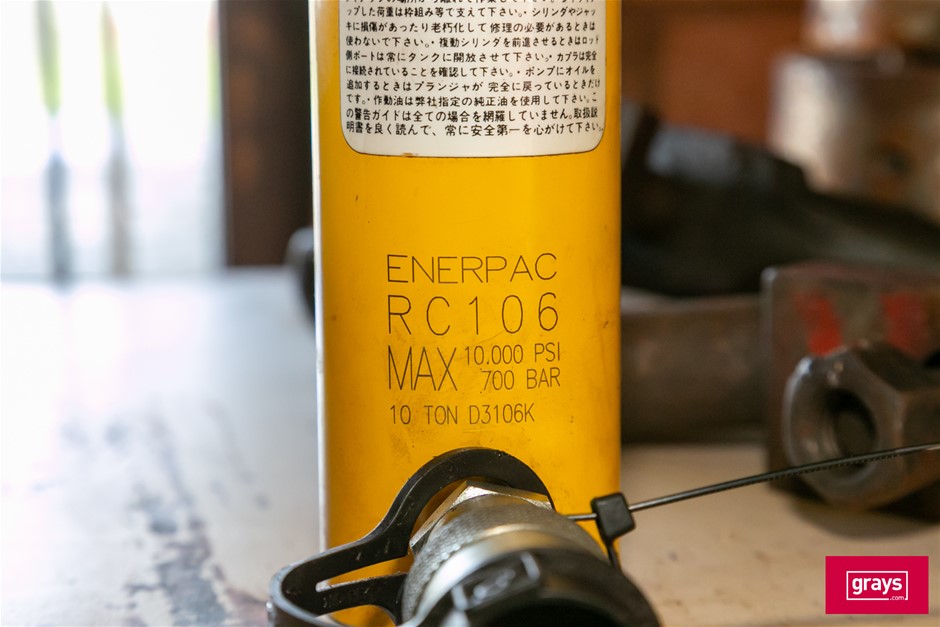 ップした荷重は枠組み等で支えて下さい。・シリンダやジャッ
キに損傷があったり老朽化して修理の必要があるときは
使わないで下さい。・複動シリンダを前進させるときはロッド
側ポートは常にタンクに開放させて下さい。・カプラは完全
に接続されていることを確認して下さい。・ポンプにオイルを
追加するときはプランジャが完全に戻っているときだけ
です。・作動油は弊社指定の純正油を使用して下さい。こ
の警告ガイドは全ての場合を網羅していません。取扱説
明書を良く読んで、常に安全第一を心がけて下さい。
ENERPAC
RC106
MAX 10.000 PSI
700 BAR
10 TON D3106K
grays
.com